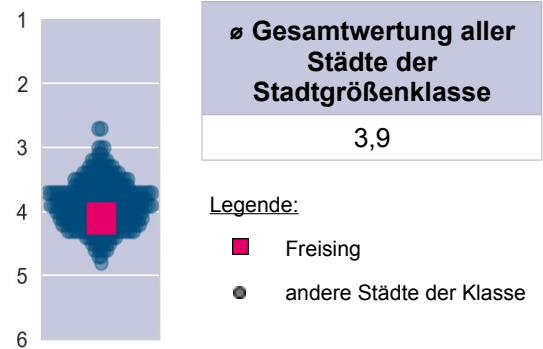 1
2
3
4
5
6
ø Gesamtwertung aller
Städte der
Stadtgrößenklasse
3,9
Legende:
Freising
andere Städte der Klasse